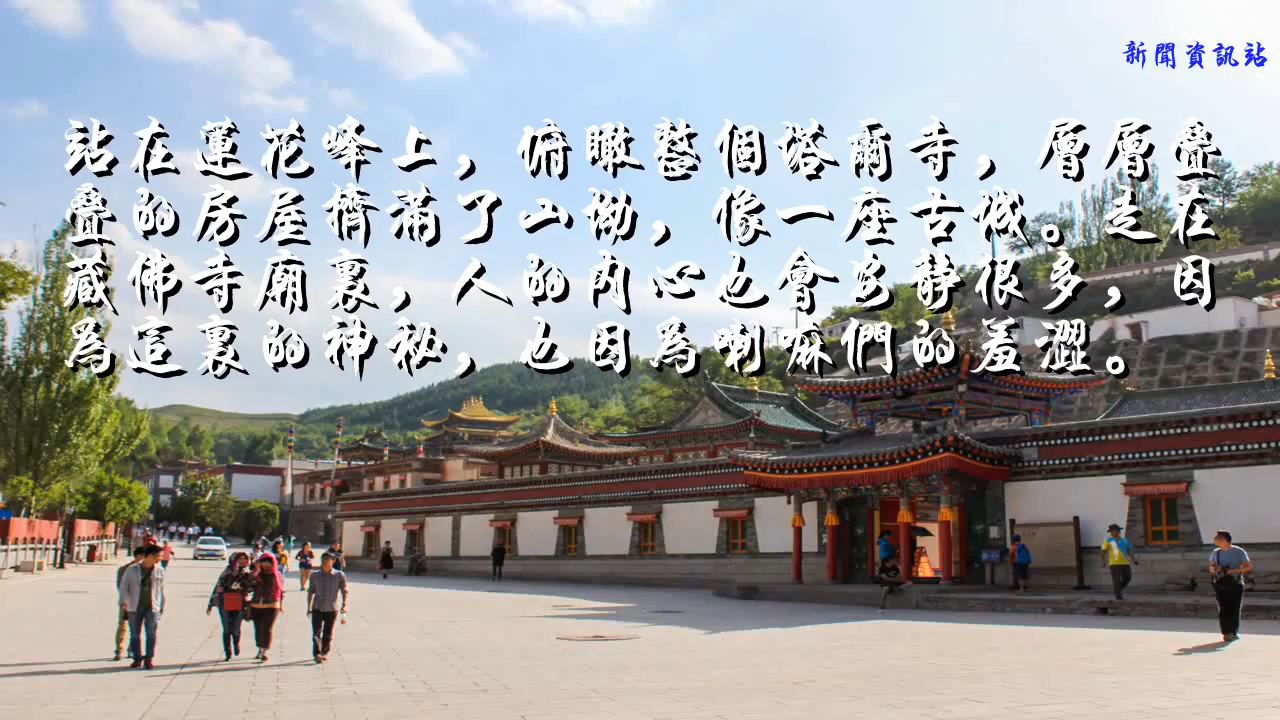 新聞資訊站
站在蓮花峰上，俯瞰整個塔爾寺，層層疊
疊的房屋擠滿了山坳，像一座古城。走在
藏佛寺廟裏，人的內心也會安靜很多，因
為這裏的神秘，也因為喇嘛們的羞澀。